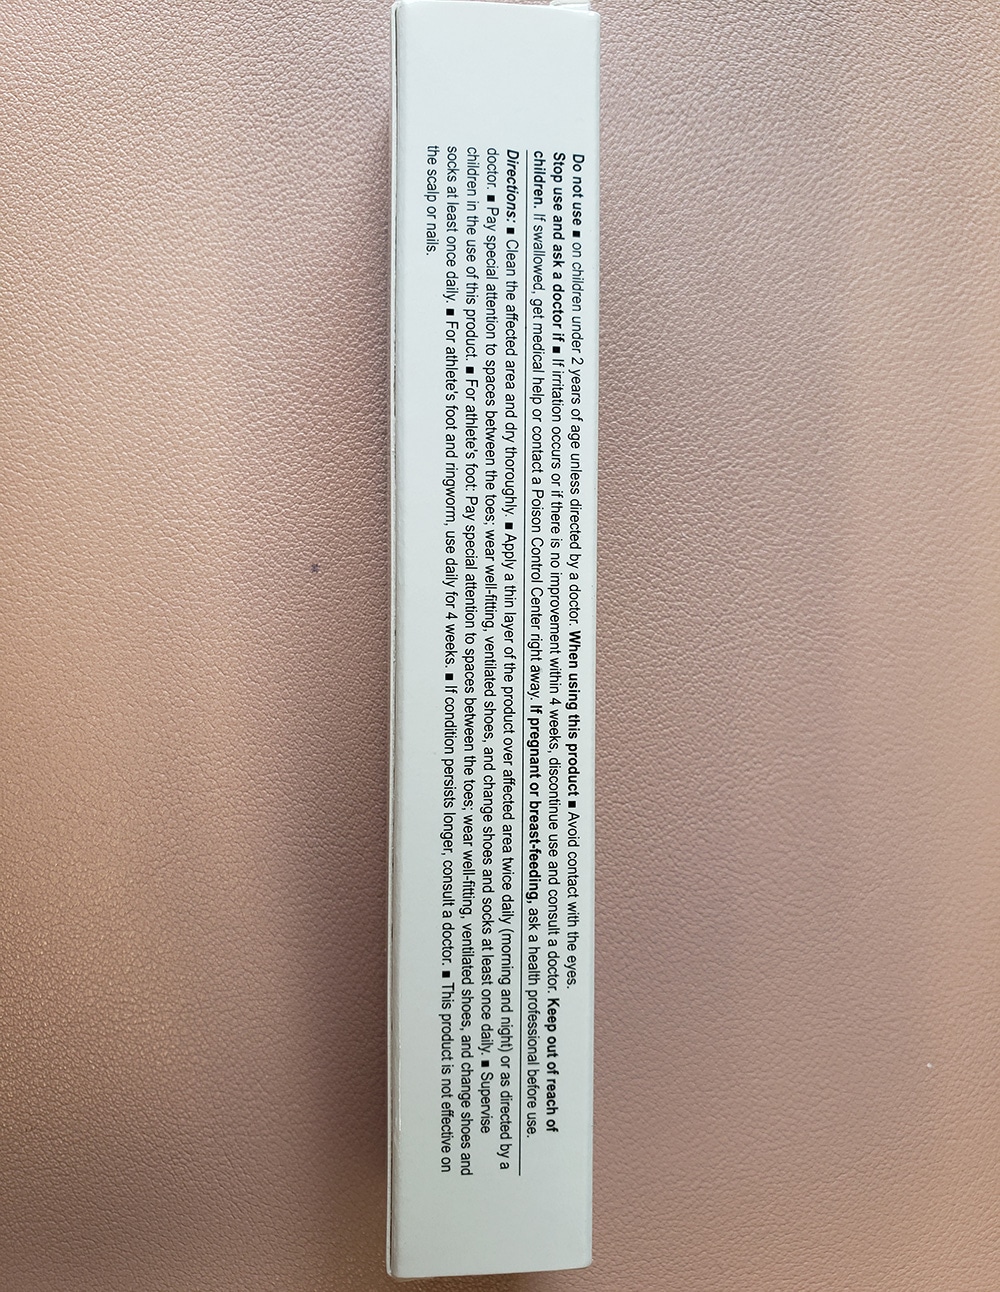 Do not use ■ on children under 2 years of age unless directed by a doctor. When using this product ■ Avoid contact with the eyes.
Stop use and ask a doctor if ■ If irritation occurs or if there is no improvement within 4 weeks, discontinue use and consult a doctor. Keep out of reach of
children. If swallowed, get medical help or contact a Poison Control Center right away. If pregnant or breast-feeding, ask a health professional before use.
Directions: ■ Clean the affected area and dry thoroughly. ■ Apply a thin layer of the product over affected area twice daily (morning and night) or as directed by a
doctor. ■ Pay special attention to spaces between the toes; wear well-fitting, ventilated shoes, and change shoes and socks at least once daily. ■ Supervise
children in the use of this product. ■ For athlete's foot: Pay special attention to spaces between the toes; wear well-fitting, ventilated shoes, and change shoes and
socks at least once daily. ■ For athlete's foot and ringworm, use daily for 4 weeks. ■ If condition persists longer, consult a doctor. ■ This product is not effective on
the scalp or nails.